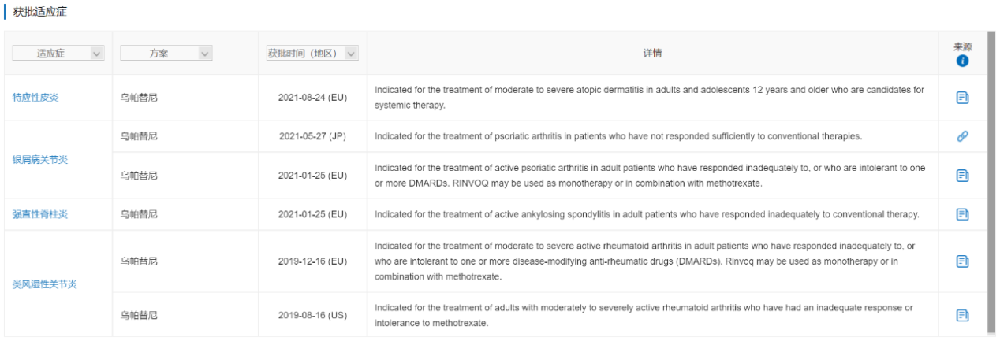 获批适应症
适应症 方案 获批时间（地区） 详情 来源
特应性皮炎 乌帕替尼 2021-08-24 (EU) Indicated for the treatment of moderate to severe atopic dermatitis in adults and adolescents 12 years and older who are candidates for
systemic therapy.
银屑病关节炎
乌帕替尼 2021-05-27 (JP) Indicated for the treatment of psoriatic arthritis in patients who have not responded sufficiently to conventional therapies.
乌帕替尼 2021-01-25 (EU) Indicated for the treatment of active psoriatic arthritis in adult patients who have responded inadequately to, or who are intolerant to one
or more DMARDs. RINVOQ may be used as monotherapy or in combination with methotrexate.
强直性脊柱炎 乌帕替尼 2021-01-25 (EU) Indicated for the treatment of active ankylosing spondylitis in adult patients who have responded inadequately to conventional therapy.
类风湿性关节炎
乌帕替尼 2019-12-16 (EU) Indicated for the treatment of moderate to severe active rheumatoid arthritis in adult patients who have responded inadequately to, or
who are intolerant to one or more disease-modifying anti-rheumatic drugs (DMARDs). Rinvoq may be used as monotherapy or in
combination with methotrexate.
乌帕替尼 2019-08-16 (US) Indicated for the treatment of adults with moderately to severely active rheumatoid arthritis who have had an inadequate response or
intolerance to methotrexate.